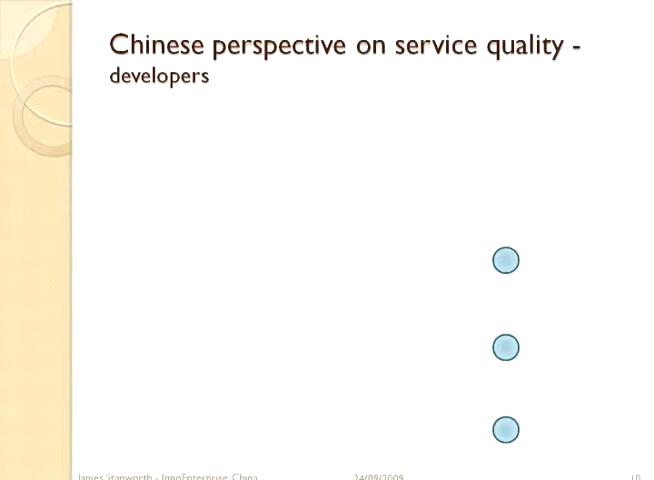 Chinese perspective on service quality -
developers
James Stanworth - InnoEnterprise, China
24/09/2009
10